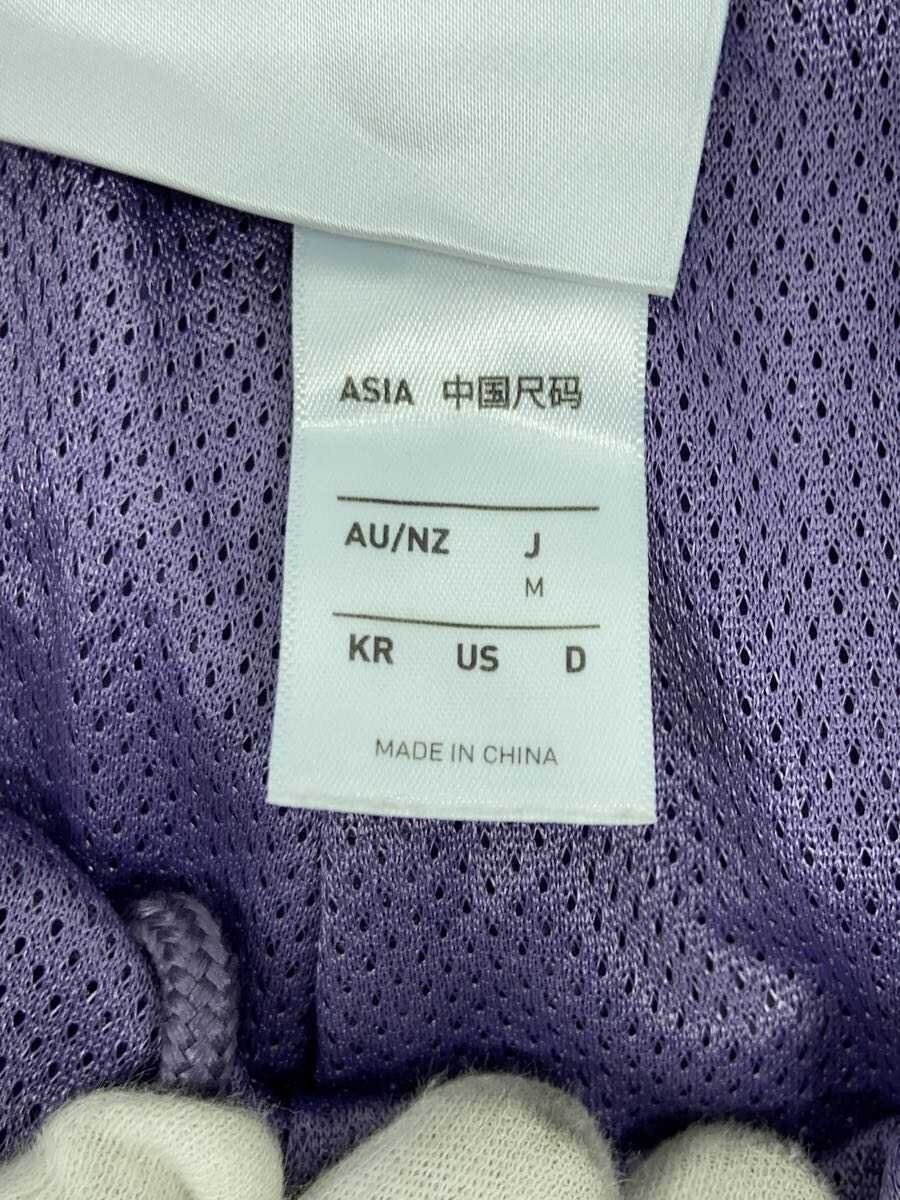 ASIA 中国尺码
AU/NZ J
M
KR US D
MADE IN CHINA